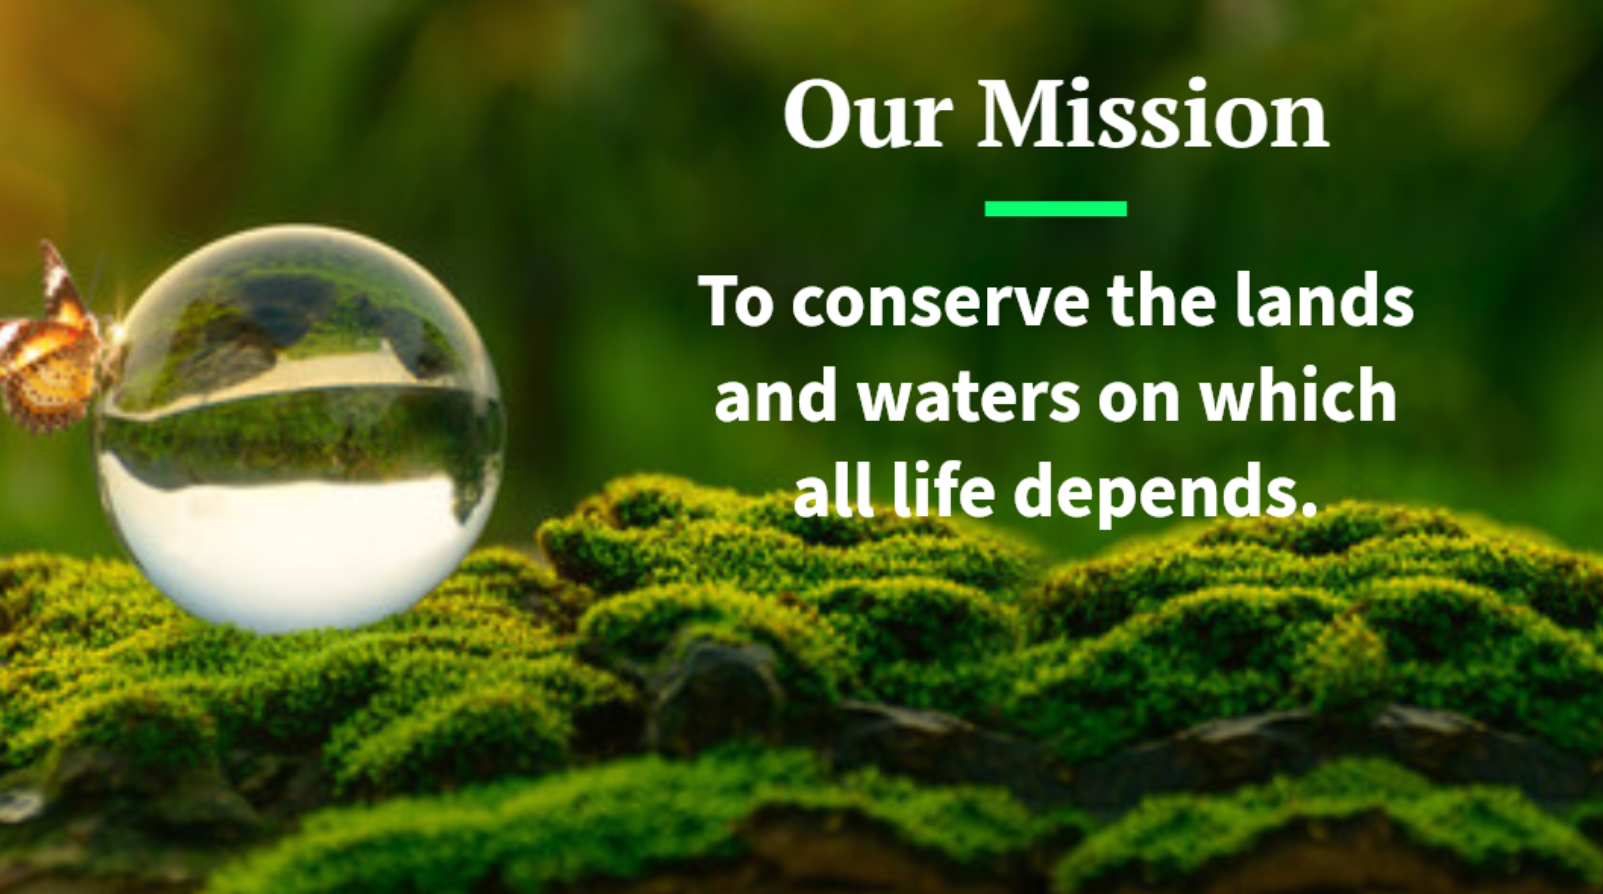 Our Mission
To conserve the lands
and waters on which
all life depends.